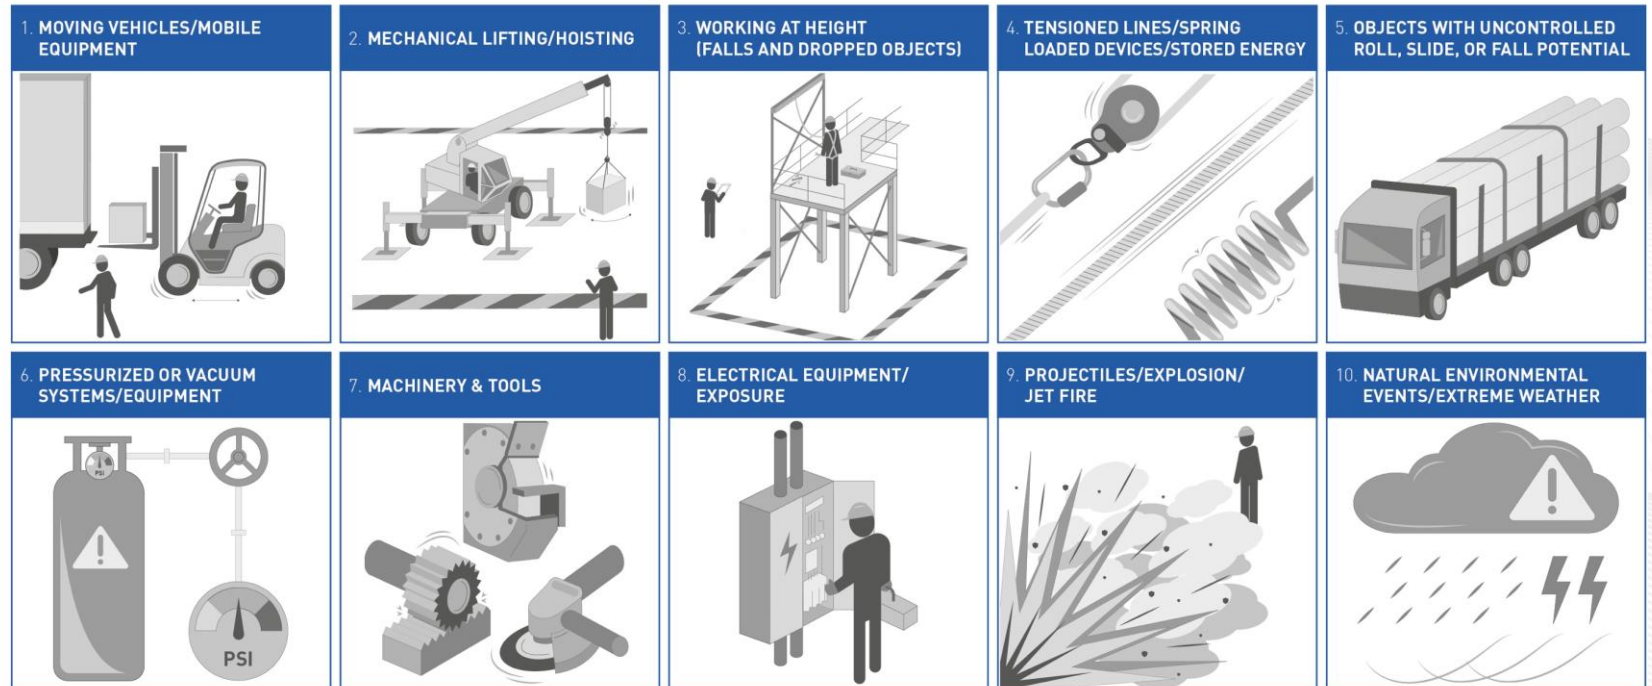 1. MOVING VEHICLES/MOBILE
EQUIPMENT
2. MECHANICAL LIFTING/HOISTING
3. WORKING AT HEIGHT
(FALLS AND DROPPED OBJECTS)
4. TENSIONED LINES/SPRING
LOADED DEVICES/STORED ENERGY
5. OBJECTS WITH UNCONTROLLED
ROLL, SLIDE, OR FALL POTENTIAL
6. PRESSURIZED OR VACUUM
SYSTEMS/EQUIPMENT
PSI
PSI
7. MACHINERY & TOOLS
8. ELECTRICAL EQUIPMENT/
EXPOSURE
9. PROJECTILES/EXPLOSION/
JET FIRE
10. NATURAL ENVIRONMENTAL
EVENTS/EXTREME WEATHER